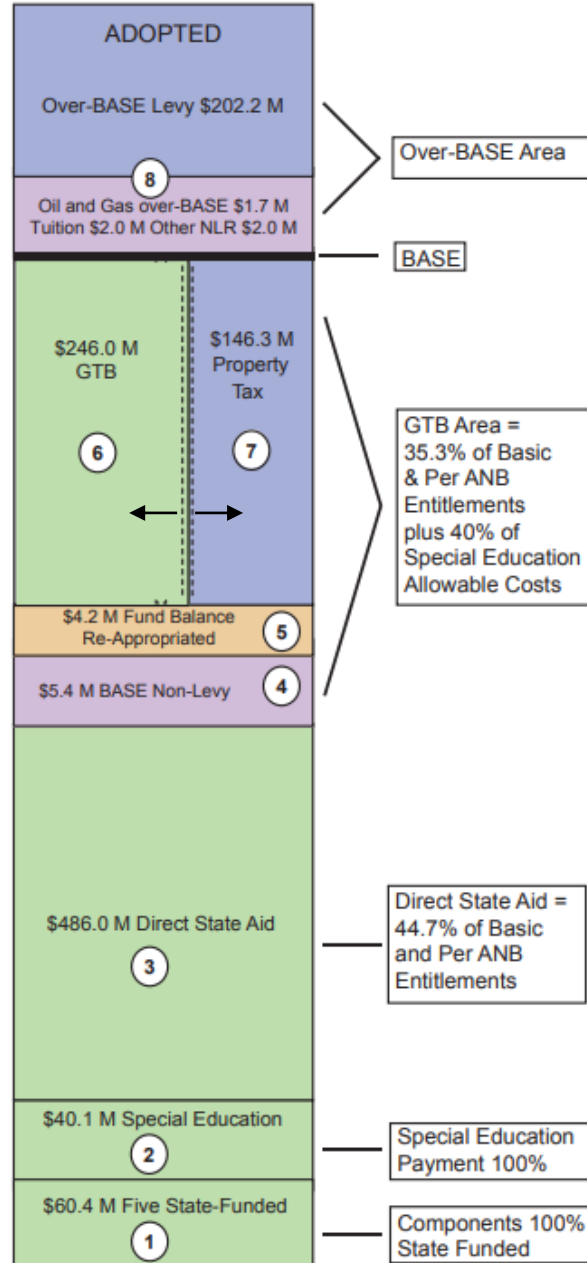 ADOPTED
Over-BASE Levy $202.2 M
8
Oil and Gas over-BASE $1.7 M
Tuition $2.0 M Other NLR $2.0 M
Over-BASE Area
BASE
$246.0 M
GTB
6
$146.3 M
Property
Tax
7
GTB Area =
35.3% of Basic
& Per ANB
Entitlements
plus 40% of
Special Education
Allowable Costs
$4.2 M Fund Balance
Re-Appropriated
5
$5.4 M BASE Non-Levy
4
$486.0 M Direct State Aid
3
Direct State Aid =
44.7% of Basic
and Per ANB
Entitlements
$40.1 M Special Education
2
Special Education
Payment 100%
$60.4 M Five State-Funded
1
Components 100%
State Funded